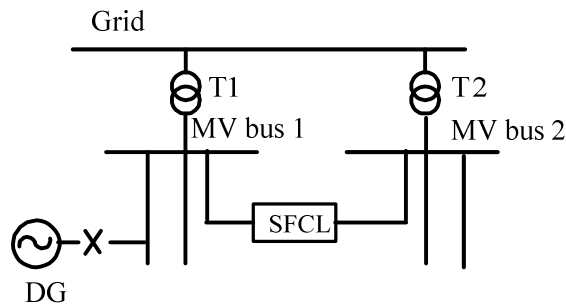 Grid
T1
T2
MV bus 1
MV bus 2
SFCL
DG